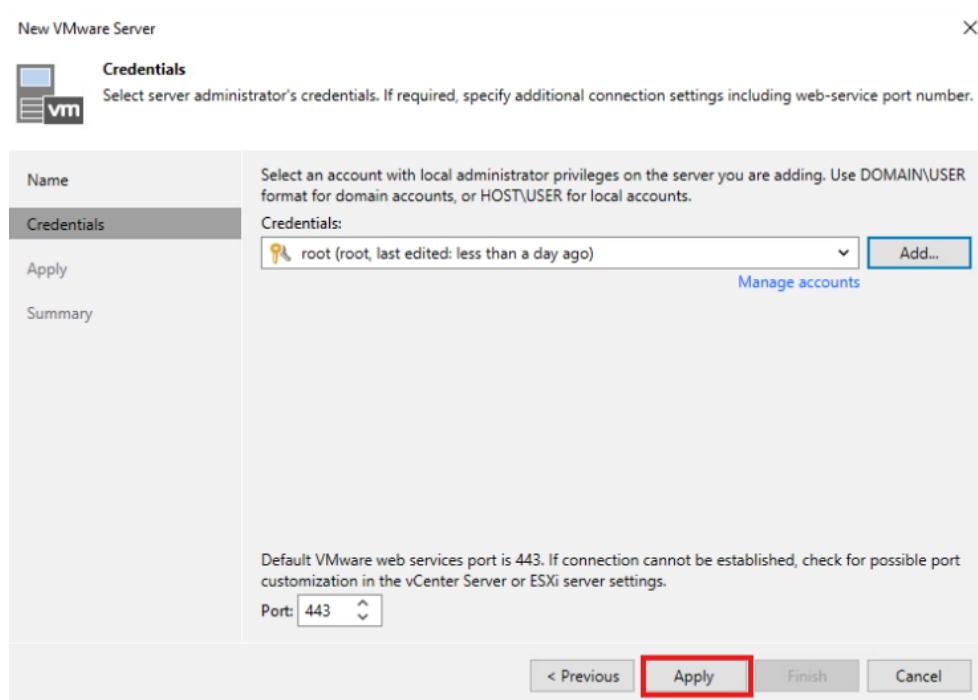 New VMware Server
Credentials
Select server administrator's credentials. If required, specify additional connection settings including web-service port number.
vm
Name
Credentials
Apply
Summary
Select an account with local administrator privileges on the server you are adding. Use DOMAIN\USER
format for domain accounts, or HOST\USER for local accounts.
Credentials:
root (root, last edited: less than a day ago)
Add...
Manage accounts
Default VMware web services port is 443. If connection cannot be established, check for possible port
customization in the vCenter Server or ESXi server settings.
Port: 443
< Previous
Apply
Finish
Cancel